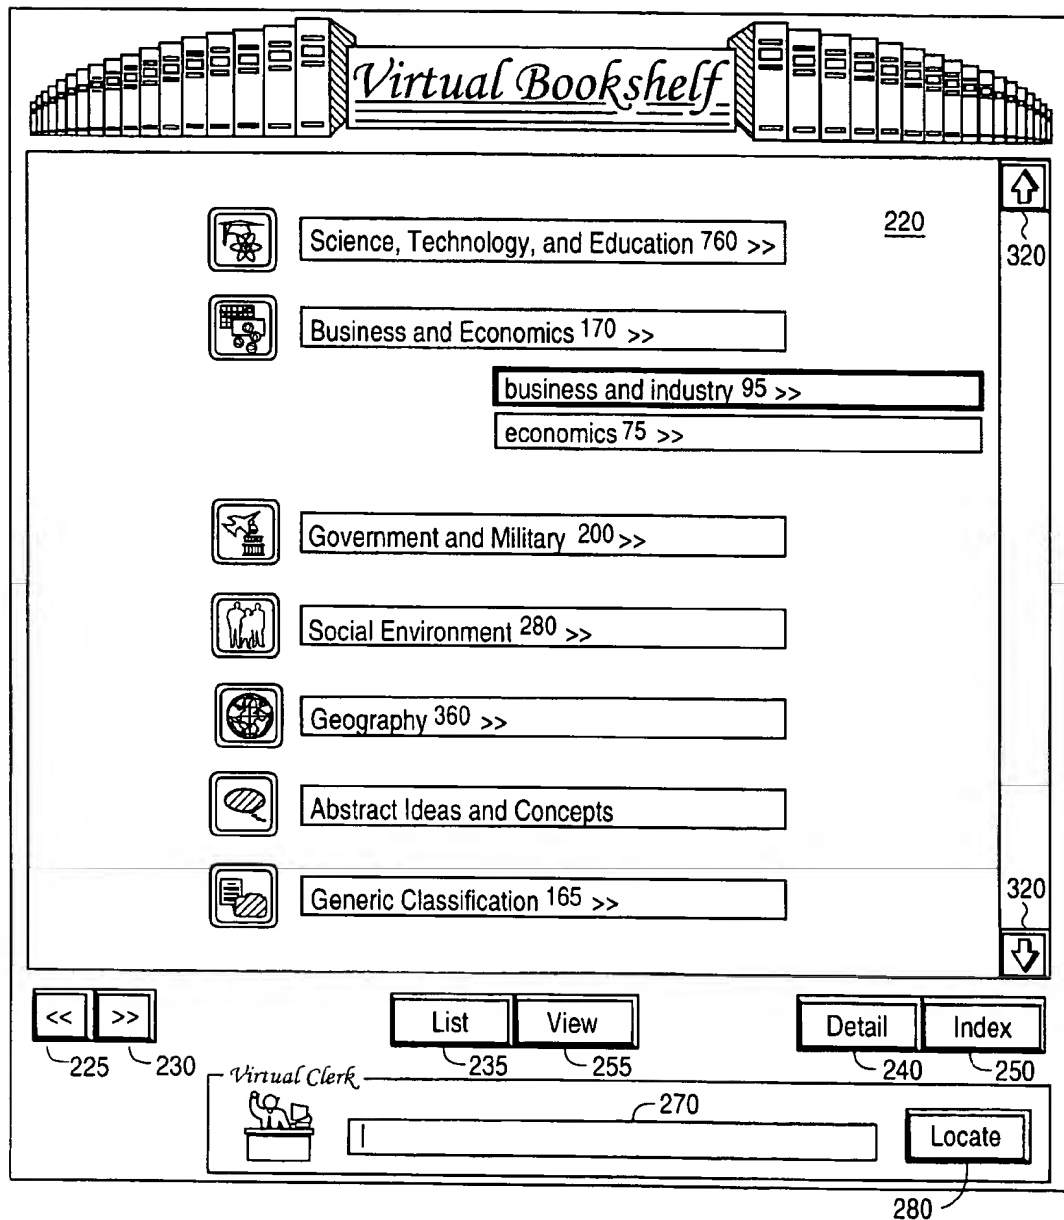 Virtual Bookshelf
220
Science, Technology, and Education 760 >>
320
Business and Economics 170 >>
business and industry 95 >>
economics 75 >>
Government and Military 200 >>
Social Environment 280 >>
Geography 360 >>
Abstract Ideas and Concepts
320
Generic Classification 165 >>
<< >> List View Detail Index
225 230 235 255 240 250
Virtual Clerk
270
Locate
280